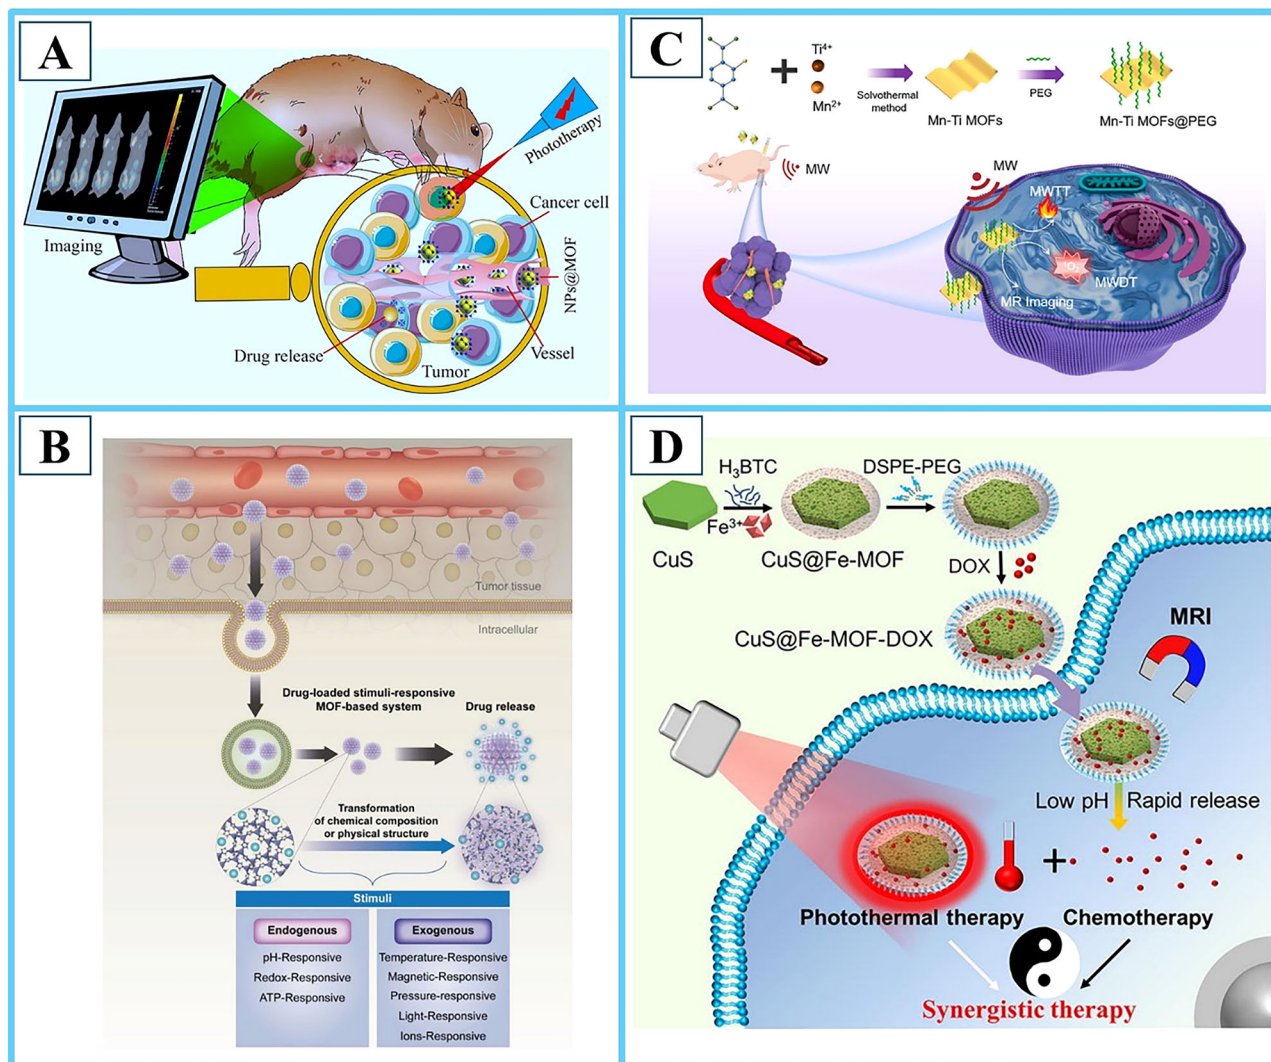 A
Imaging
Phototherapy
Cancer cell
NPs@MOF
Vessel
Drug release
Tumor
C
Ti⁴⁺
Mn²⁺
Solvothermal
method
Mn-Ti MOFs
PEG
Mn-Ti MOFs@PEG
MW
MW
MWTT
¹O₂
MWDT
MR Imaging
B
Tumor tissue
Intracellular
Drug-loaded stimuli-responsive
MOF-based system
Drug release
Transformation
of chemical composition
or physical structure
Stimuli
Endogenous
pH-Responsive
Redox-Responsive
ATP-Responsive
Exogenous
Temperature-Responsive
Magnetic-Responsive
Pressure-responsive
Light-Responsive
Ions-Responsive
D
H₃BTC
Fe³⁺
CuS
CuS@Fe-MOF
DSPE-PEG
DOX
CuS@Fe-MOF-DOX
MRI
Low pH
Rapid release
Photothermal therapy
+
Chemotherapy
Synergistic therapy